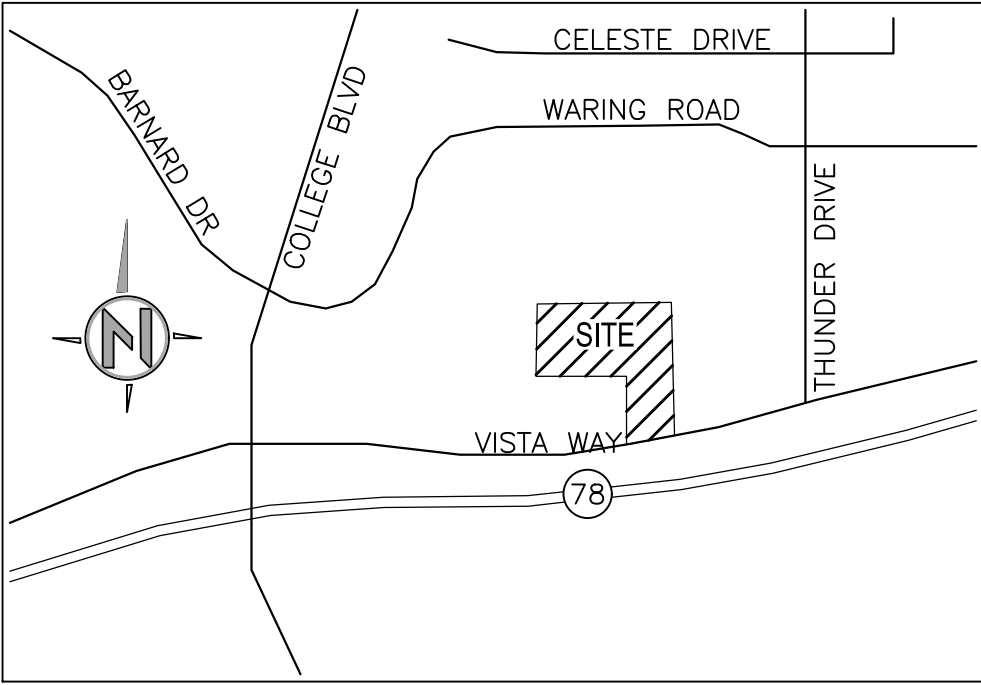 CELESTE DRIVE
BARNARD DR
COLLEGE BLVD
WARING ROAD
THUNDER DRIVE
N
SITE
VISTA WAY
78